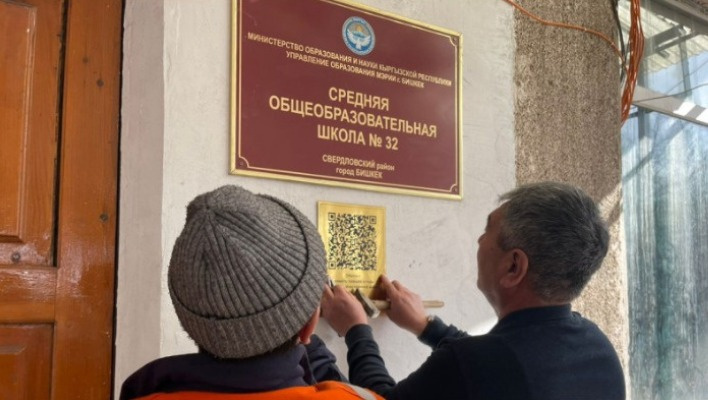 МИНИСТЕРСТВО ОБРАЗОВАНИЯ И НАУКИ КЫРГЫЗСКОЙ РЕСПУБЛИКИ
УПРАВЛЕНИЕ ОБРАЗОВАНИЯ МЭРИИ г. БИШКЕК
СРЕДНЯЯ
ОБЩЕОБРАЗОВАТЕЛЬНАЯ
ШКОЛА № 32
СВЕРДЛОВСКИЙ район
город БИШКЕК